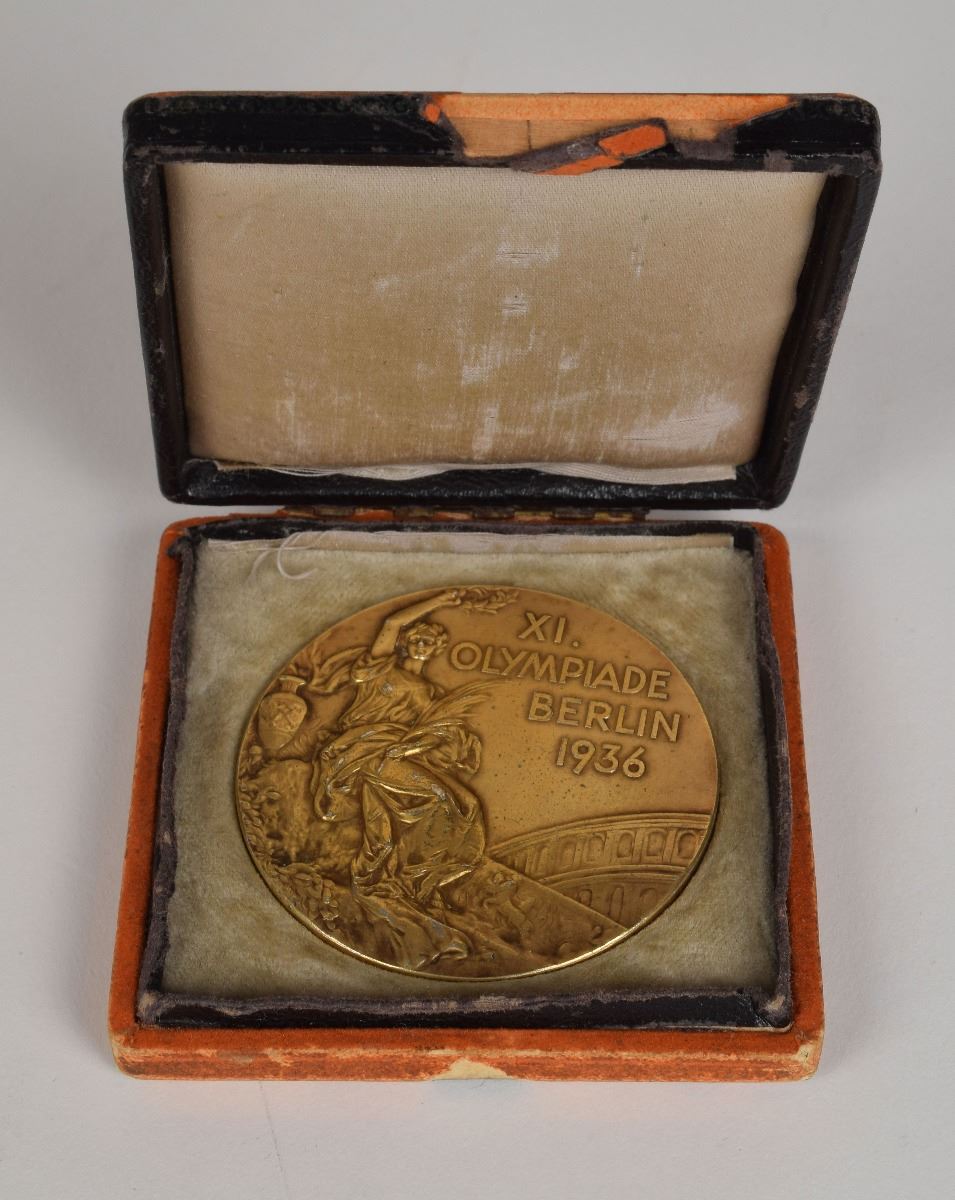 XI.
OLYMPIADE
BERLIN
1936